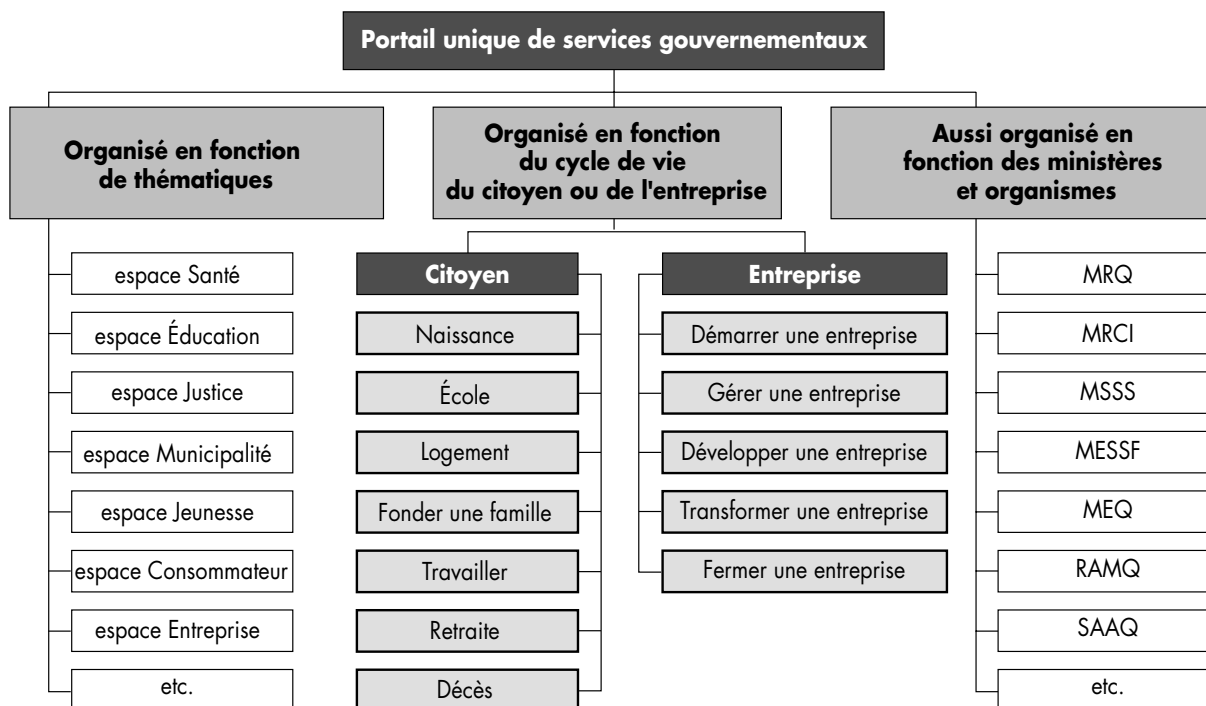 Portail unique de services gouvernementaux
Organisé en fonction
de thématiques
Organisé en fonction
du cycle de vie
du citoyen ou de l'entreprise
Aussi organisé en
fonction des ministères
et organismes
espace Santé
espace Éducation
espace Justice
espace Municipalité
espace Jeunesse
espace Consommateur
espace Entreprise
etc.
Citoyen
Naissance
École
Logement
Fonder une famille
Travailler
Retraite
Décès
Entreprise
Démarrer une entreprise
Gérer une entreprise
Développer une entreprise
Transformer une entreprise
Fermer une entreprise
MRQ
MRCI
MSSS
MESSF
MEQ
RAMQ
SAAQ
etc.